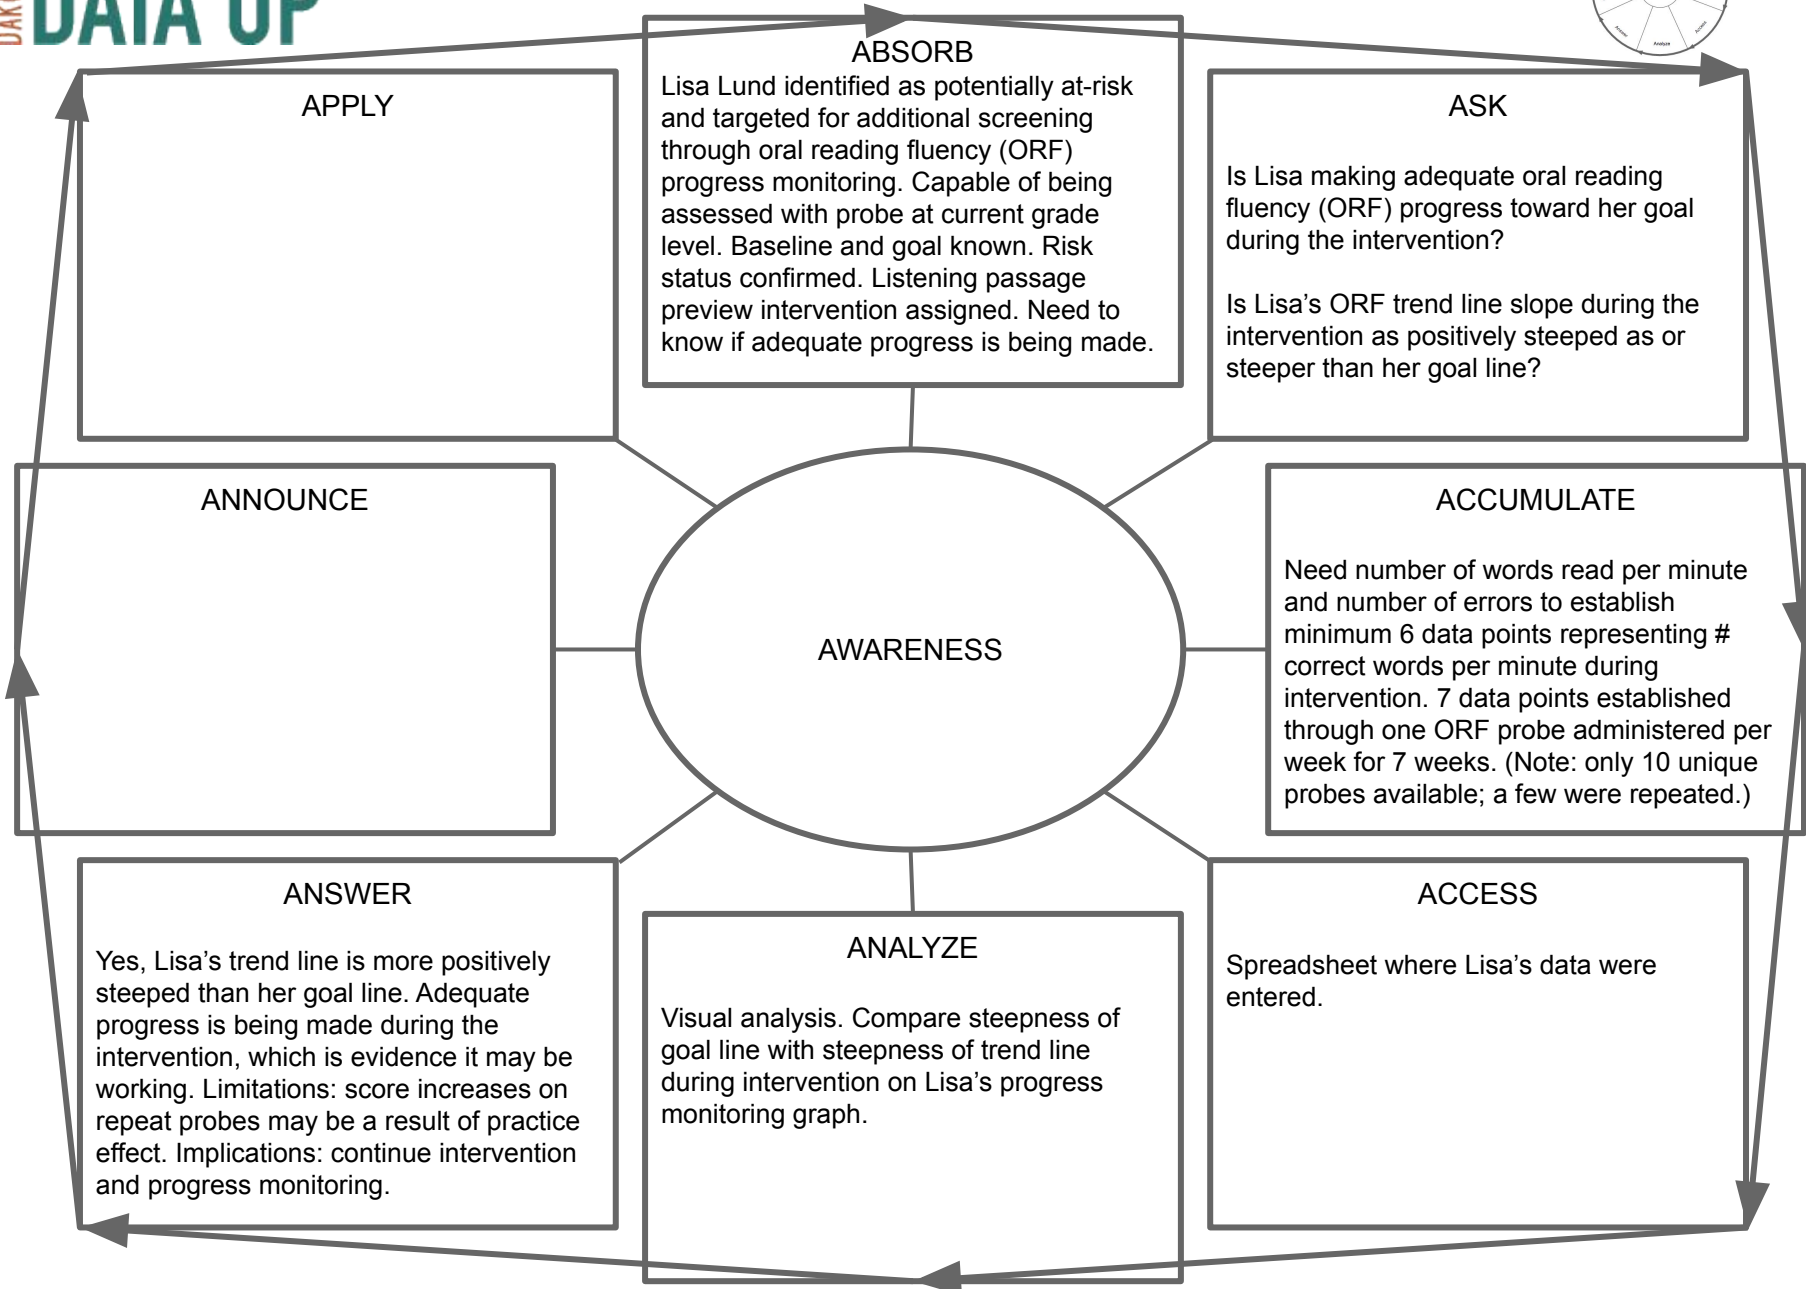 DATA UP
ABSORB
Lisa Lund identified as potentially at-risk
and targeted for additional screening
through oral reading fluency (ORF)
progress monitoring. Capable of being
assessed with probe at current grade
level. Baseline and goal known. Risk
status confirmed. Listening passage
preview intervention assigned. Need to
know if adequate progress is being made.
ASK
Is Lisa making adequate oral reading
fluency (ORF) progress toward her goal
during the intervention?
Is Lisa’s ORF trend line slope during the
intervention as positively steeped as or
steeper than her goal line?
ACCUMULATE
Need number of words read per minute
and number of errors to establish
minimum 6 data points representing #
correct words per minute during
intervention. 7 data points established
through one ORF probe administered per
week for 7 weeks. (Note: only 10 unique
probes available; a few were repeated.)
ACCESS
Spreadsheet where Lisa’s data were
entered.
ANALYZE
Visual analysis. Compare steepness of
goal line with steepness of trend line
during intervention on Lisa’s progress
monitoring graph.
ANSWER
Yes, Lisa’s trend line is more positively
steeped than her goal line. Adequate
progress is being made during the
intervention, which is evidence it may be
working. Limitations: score increases on
repeat probes may be a result of practice
effect. Implications: continue intervention
and progress monitoring.
ANNOUNCE
APPLY
AWARENESS
Answer
Analyze
Access